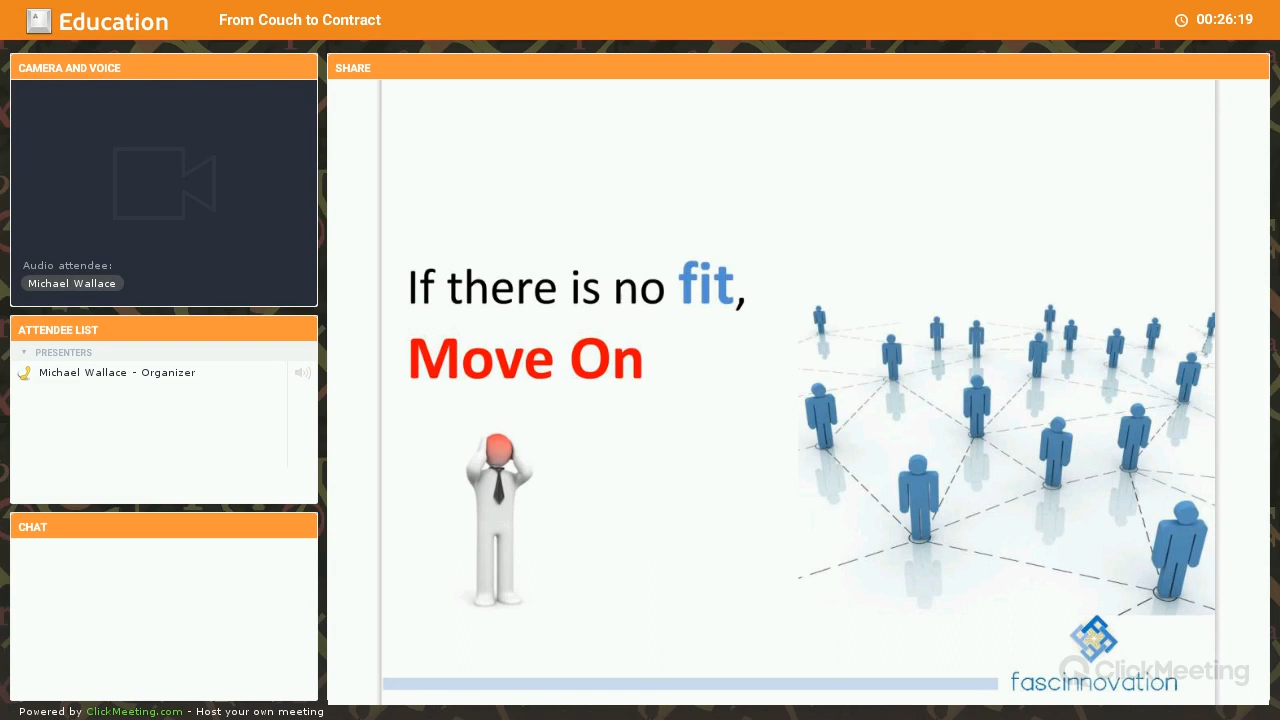 A
Education
From Couch to Contract
00:26:19
CAMERA AND VOICE
Audio attendee:
Michael Wallace
ATTENDEE LIST
PRESENTERS
Michael Wallace - Organizer
CHAT
Powered by ClickMeeting.com - Host your own meeting
SHARE
If there is no fit,
Move On
ClickMeeting
fascinnovation